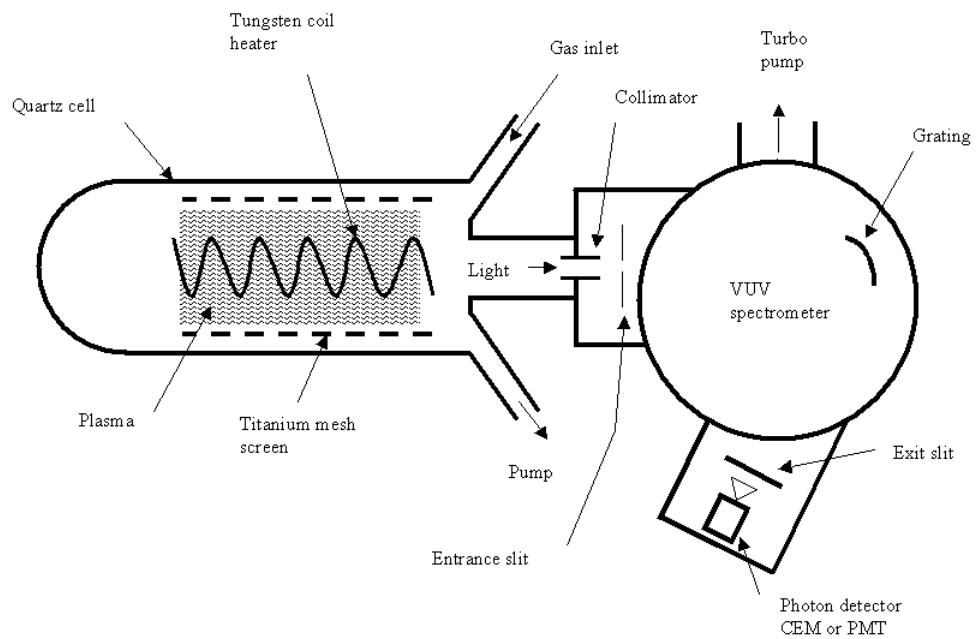 Tungsten coil
heater
Gas inlet
Turbo
pump
Quartz cell
Collimator
Grating
Light
VUV
spectrometer
Plasma
Titanium mesh
screen
Pump
Exit slit
Entrance slit
Photon detector
CEM or PMT